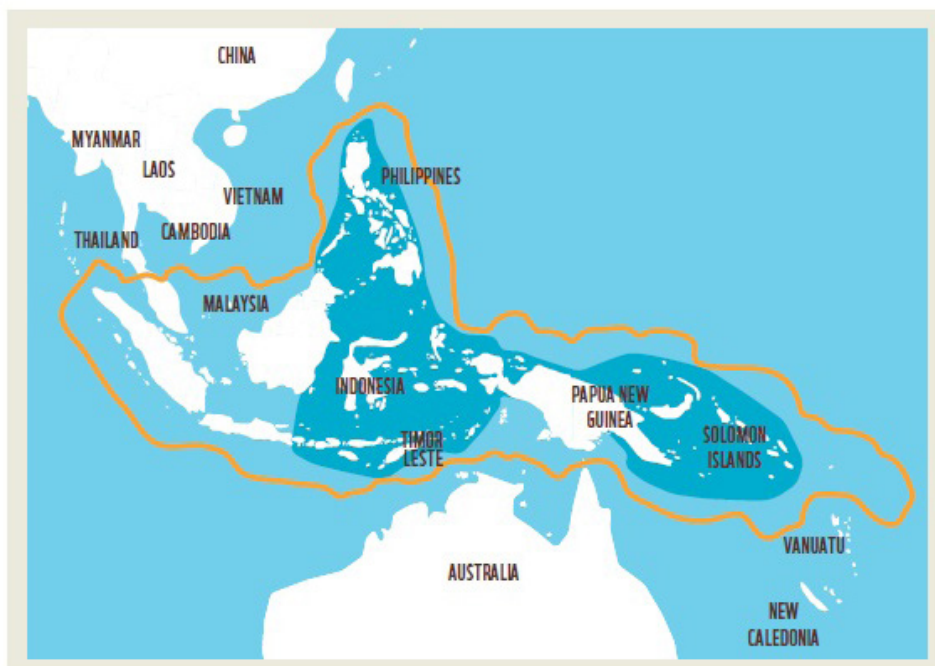 CHINA
MYANMAR
LAOS
PHILIPPINES
VIETNAM
THAILAND
CAMBODIA
MALAYSIA
INDONESIA
PAPUA NEW
GUINEA
TIMOR
LESTE
SOLOMON
ISLANDS
VANUATU
AUSTRALIA
NEW
CALEDONIA